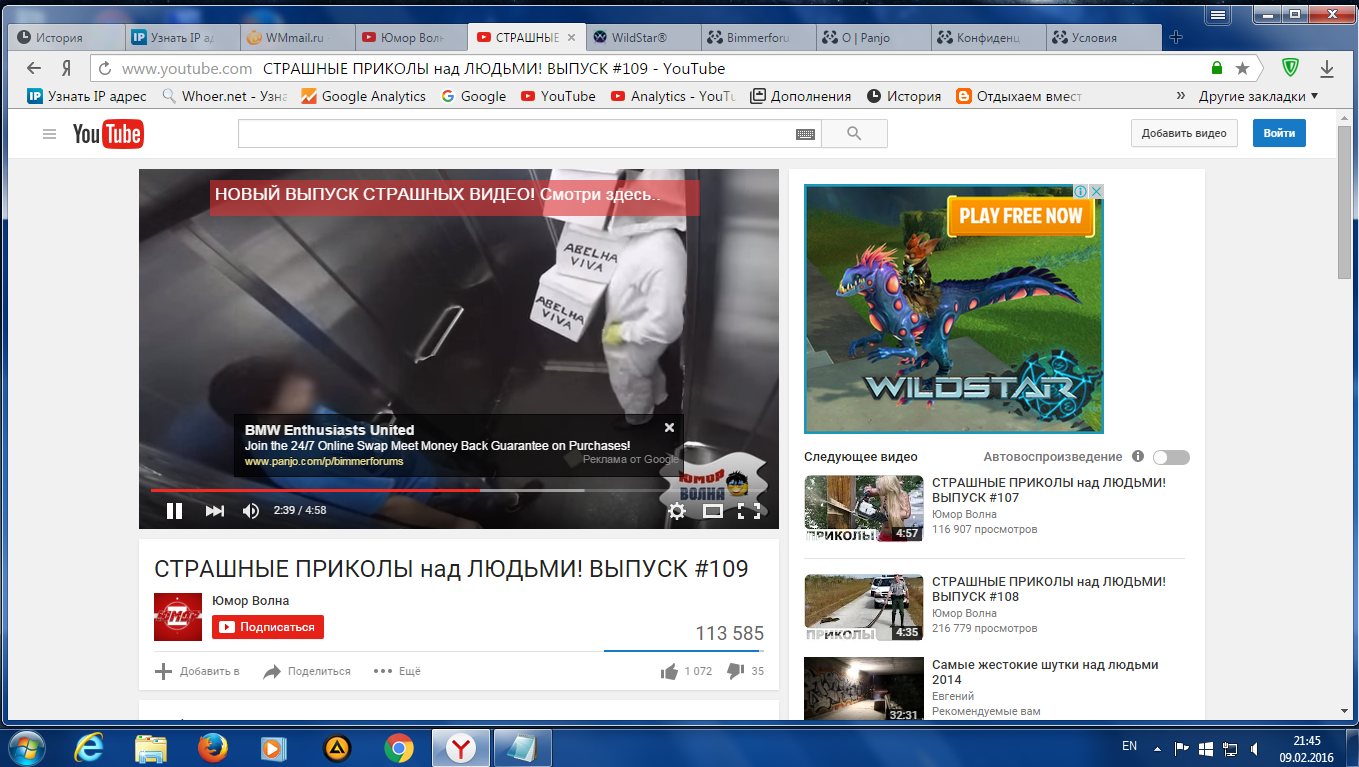 История
IP Узнать IP ад
WMmail.ru
Юмор Волн
СТРАШНЫЕ
WildStar®
Bimmerforu
O | Panjo
Конфиденц
Условия
Я
www.youtube.com СТРАШНЫЕ ПРИКОЛЫ над ЛЮДЬМИ! ВЫПУСК #109 - YouTube
IP Узнать IP адрес
Whoer.net - Узна
Google Analytics
G Google
YouTube
Analytics - YouTu
Дополнения
История
Отдыхаем вмест
» Другие закладки
YouTube
Добавить видео
Войти
НОВЫЙ ВЫПУСК СТРАШНЫХ ВИДЕО! Смотри здесь..
ABELHA
VIVA
ABELHA
VIVA
BMW Enthusiasts United
Join the 24/7 Online Swap Meet Money Back Guarantee on Purchases!
www.panjo.com/p/bimmerforums
Реклама от Google
ЮМОР
ВОЛНА
2:39 / 4:58
СТРАШНЫЕ ПРИКОЛЫ над ЛЮДЬМИ! ВЫПУСК #109
Юмор Волна
Подписаться
113 585
Добавить в
Поделиться
Ещё
1 072
35
PLAY FREE NOW
WILDSTAR
Следующее видео
Автовоспроизведение
СТРАШНЫЕ ПРИКОЛЫ над ЛЮДЬМИ!
ВЫПУСК #107
Юмор Волна
116 907 просмотров
ПРИКОЛЫ
4:57
СТРАШНЫЕ ПРИКОЛЫ над ЛЮДЬМИ!
ВЫПУСК #108
Юмор Волна
216 779 просмотров
ПРИКОЛЫ
4:35
Самые жестокие шутки над людьми
2014
Евгений
Рекомендуемые вам
32:31
EN
21:45
09.02.2016